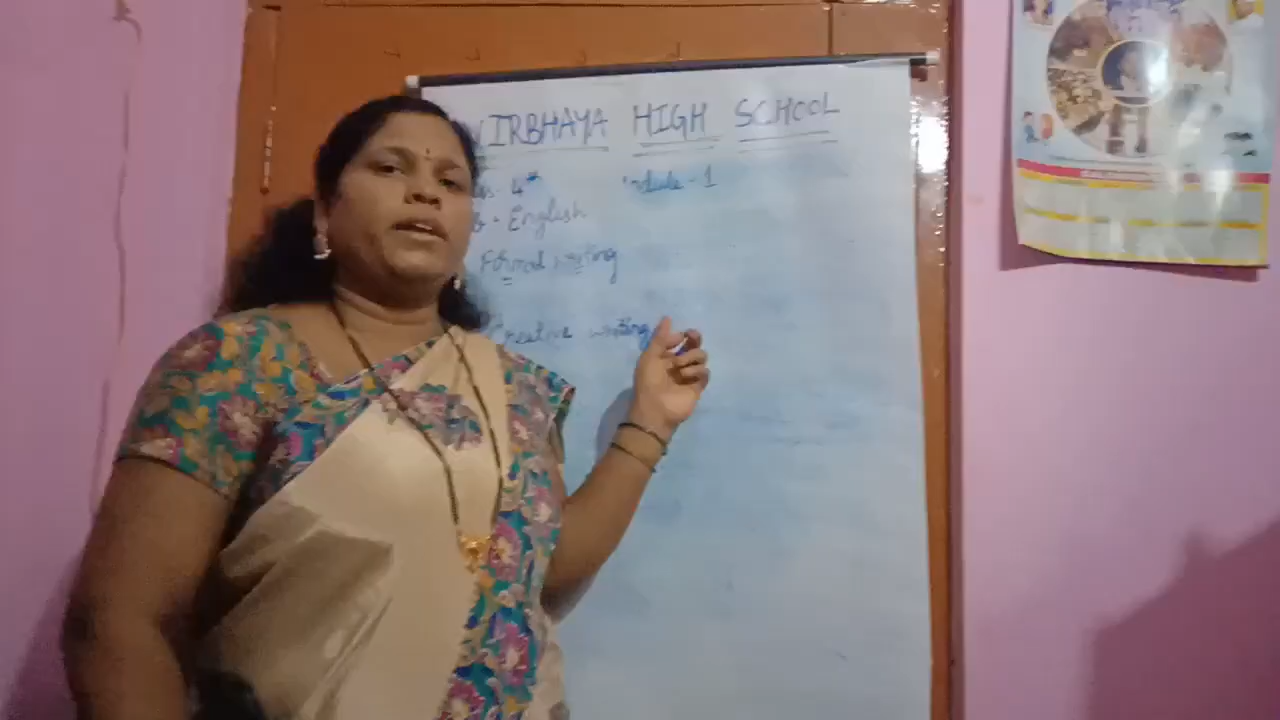 NIRBHAYA HIGH SCHOOL
4th Module - 1
English
Formal writing
Creative writing